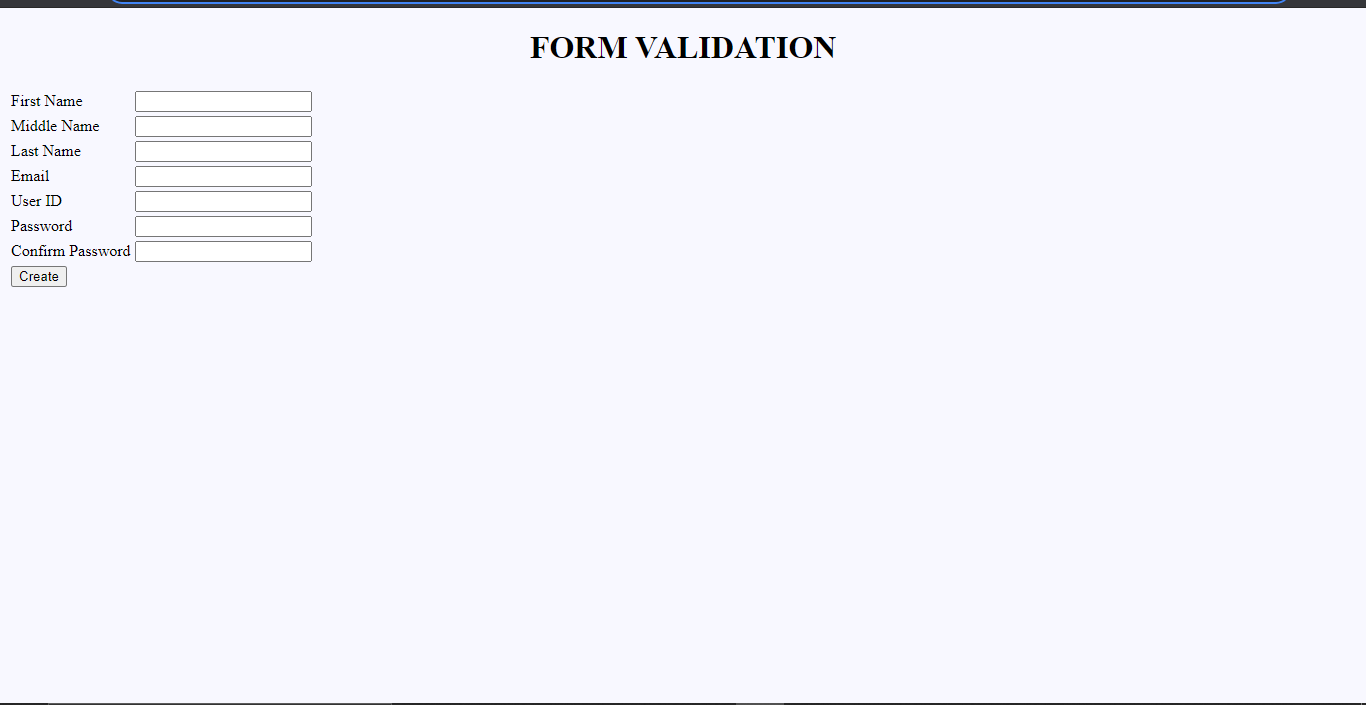 FORM VALIDATION
First Name
Middle Name
Last Name
Email
User ID
Password
Confirm Password
Create